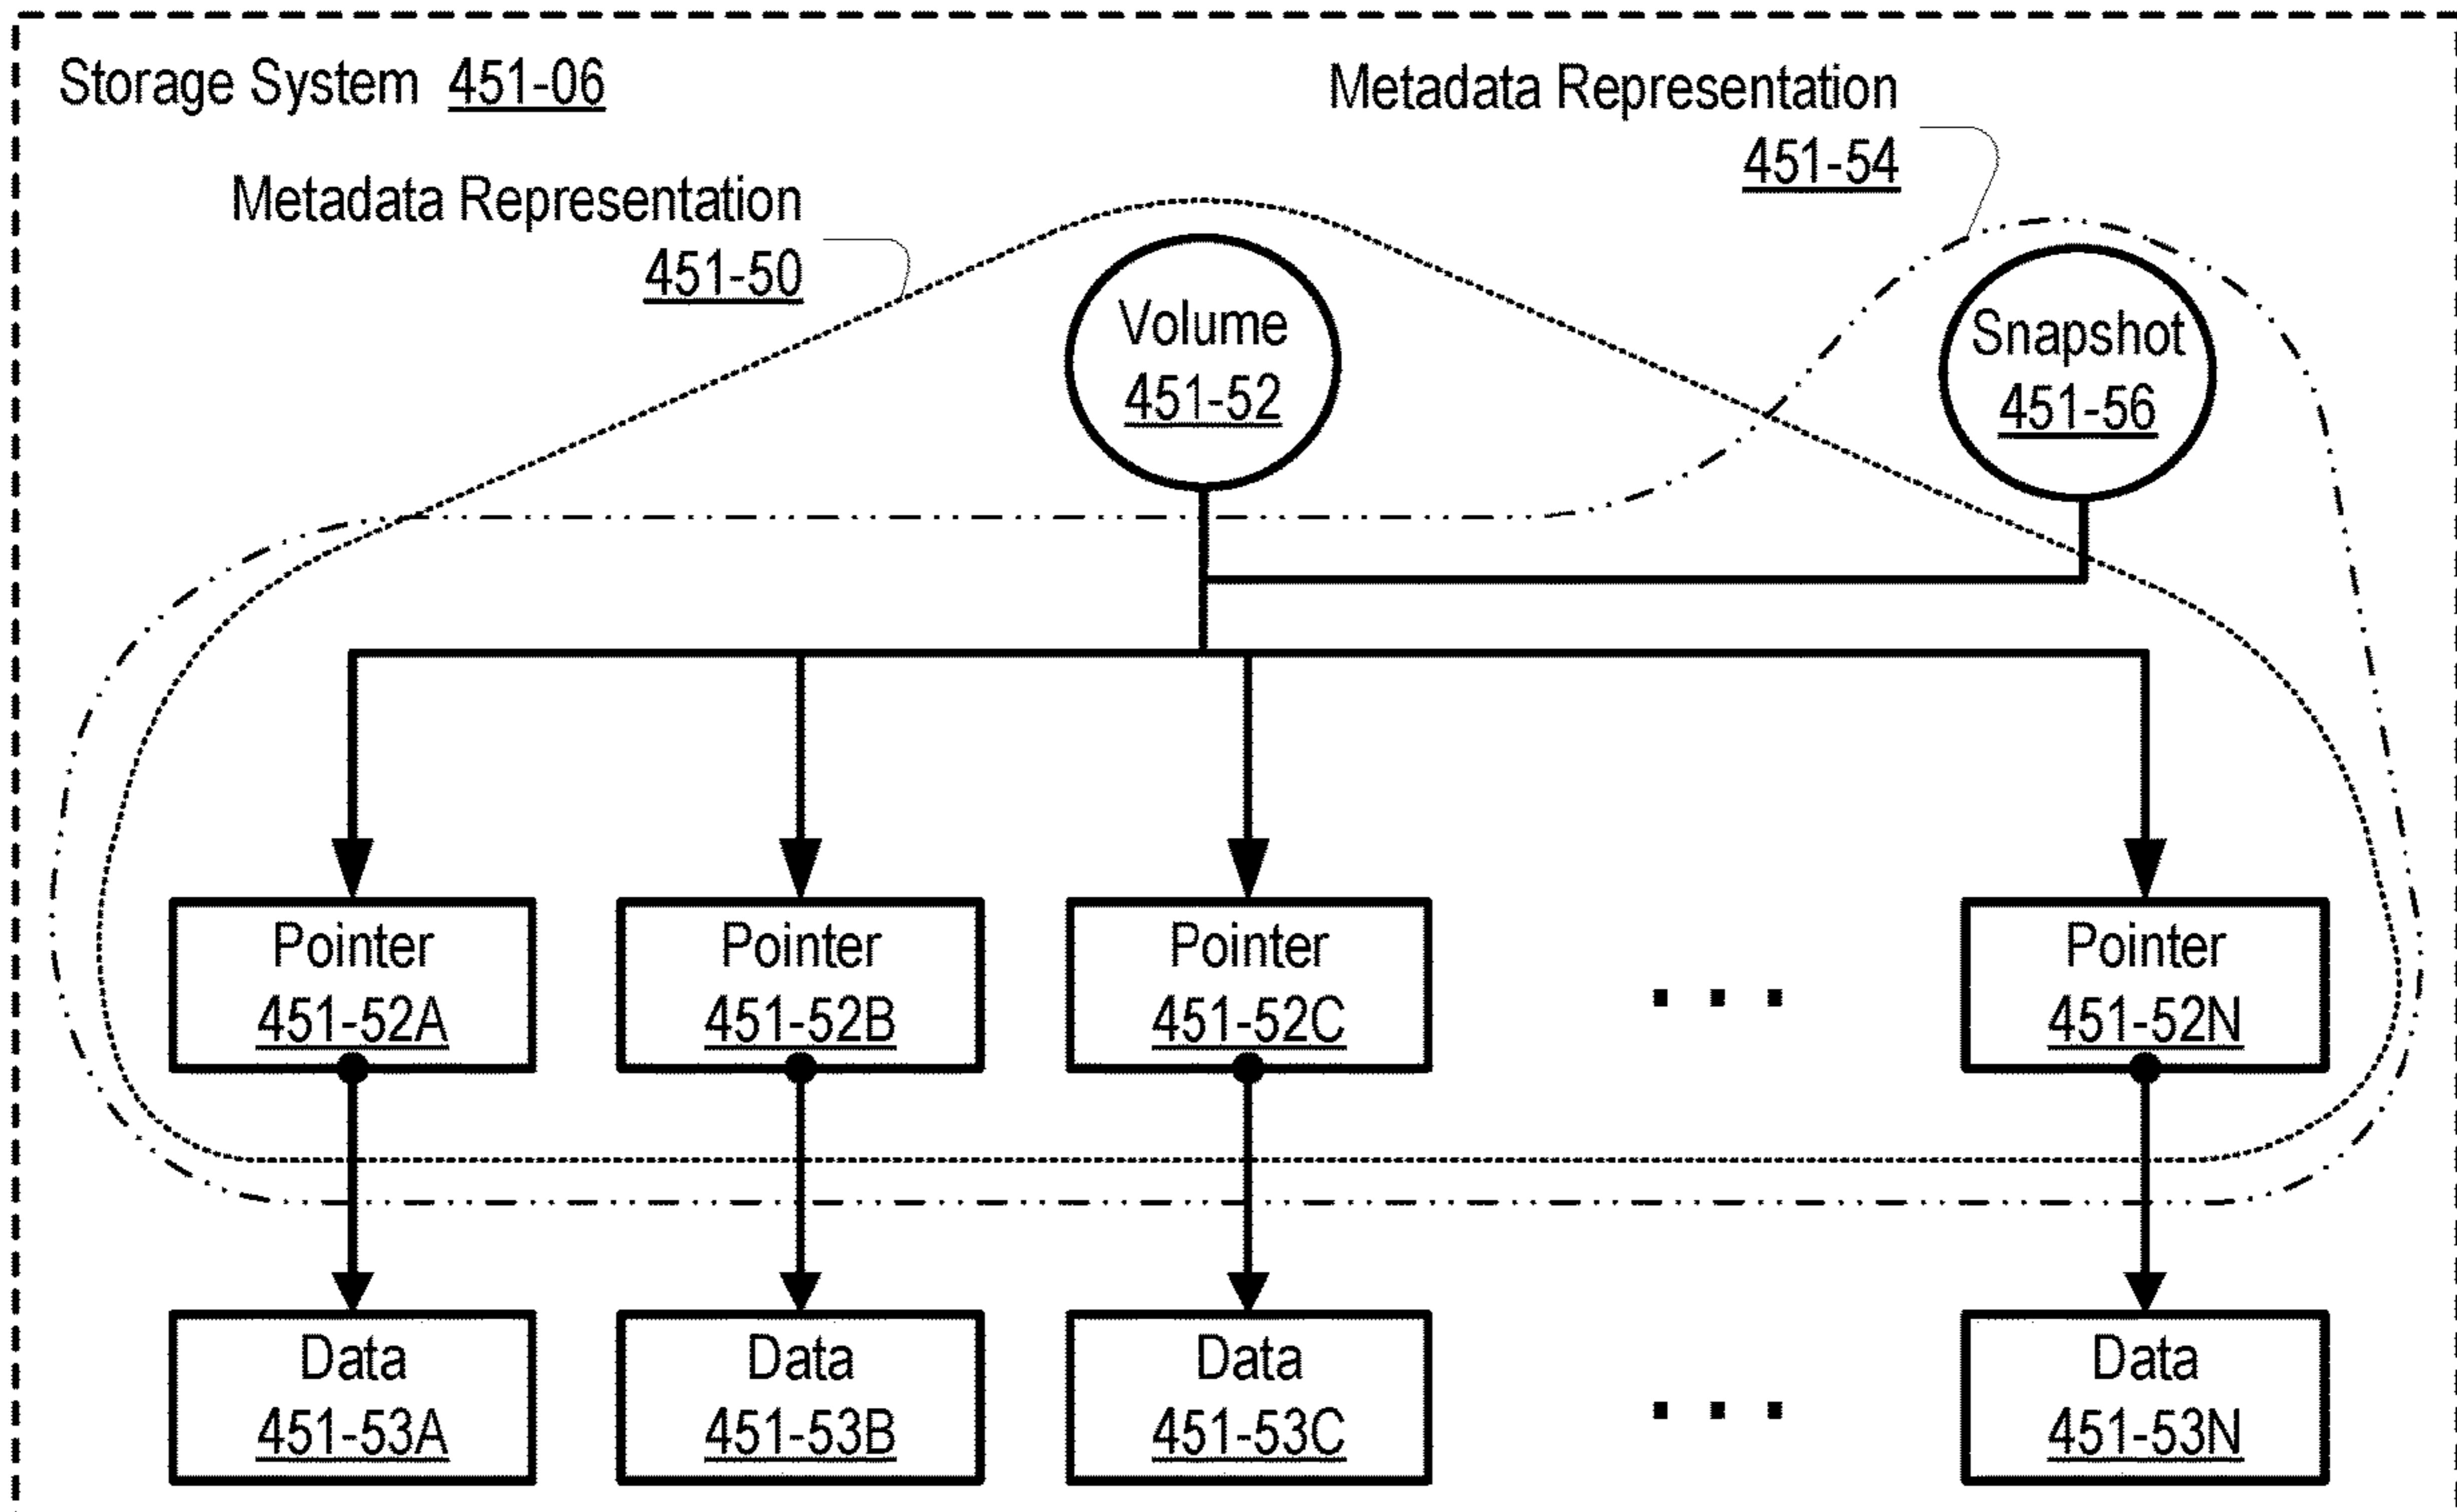 Storage System 451-06
Metadata Representation
451-54
Metadata Representation
451-50
Volume
451-52
Snapshot
451-56
Pointer
451-52A
Pointer
451-52B
Pointer
451-52C
. . .
Pointer
451-52N
Data
451-53A
Data
451-53B
Data
451-53C
. . .
Data
451-53N